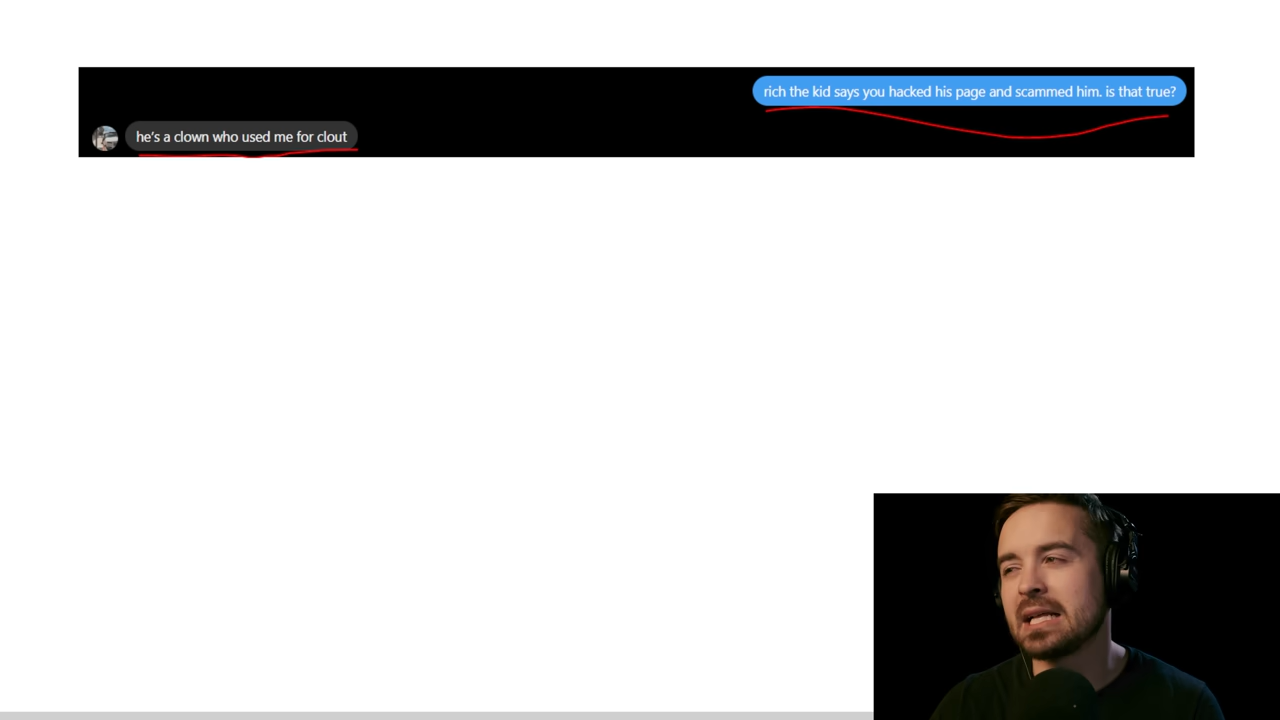 rich the kid says you hacked his page and scammed him. is that true?
he's a clown who used me for clout